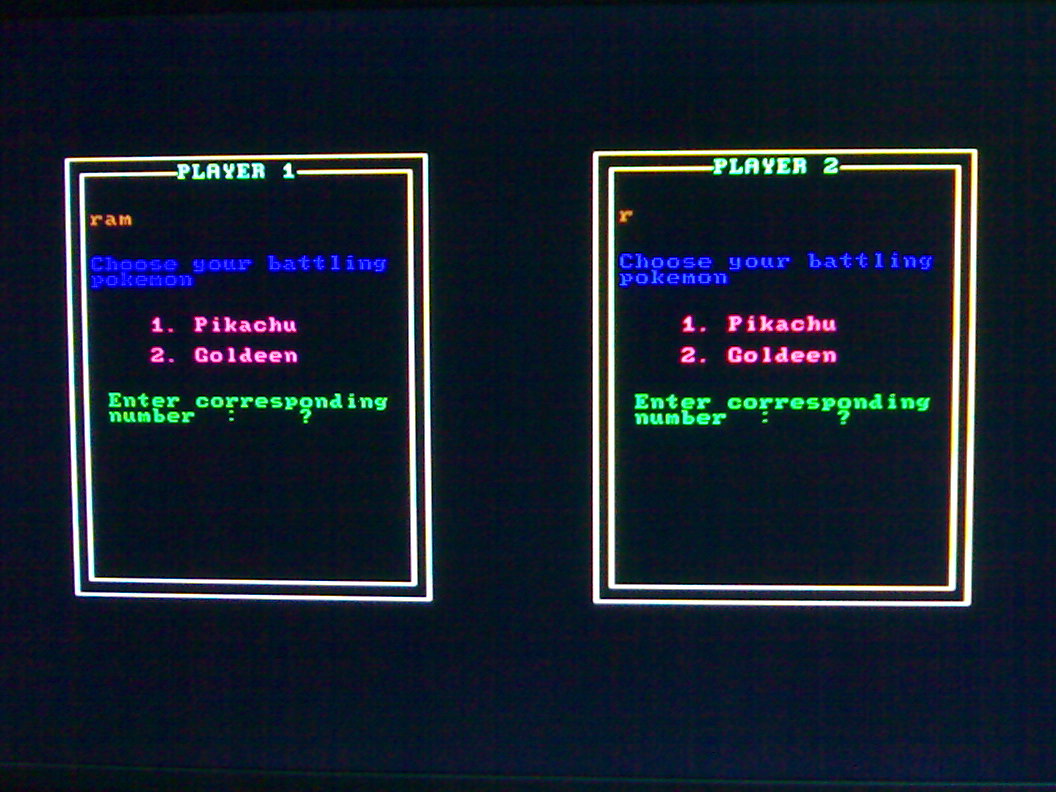 PLAYER 1
ram
Choose your battling
pokemon
1. Pikachu
2. Goldeen
Enter corresponding
number : ?
PLAYER 2
r
Choose your battling
pokemon
1. Pikachu
2. Goldeen
Enter corresponding
number : ?